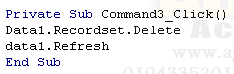 Private Sub Command3_Click()
Data1.Recordset.Delete
data1.Refresh
End Sub